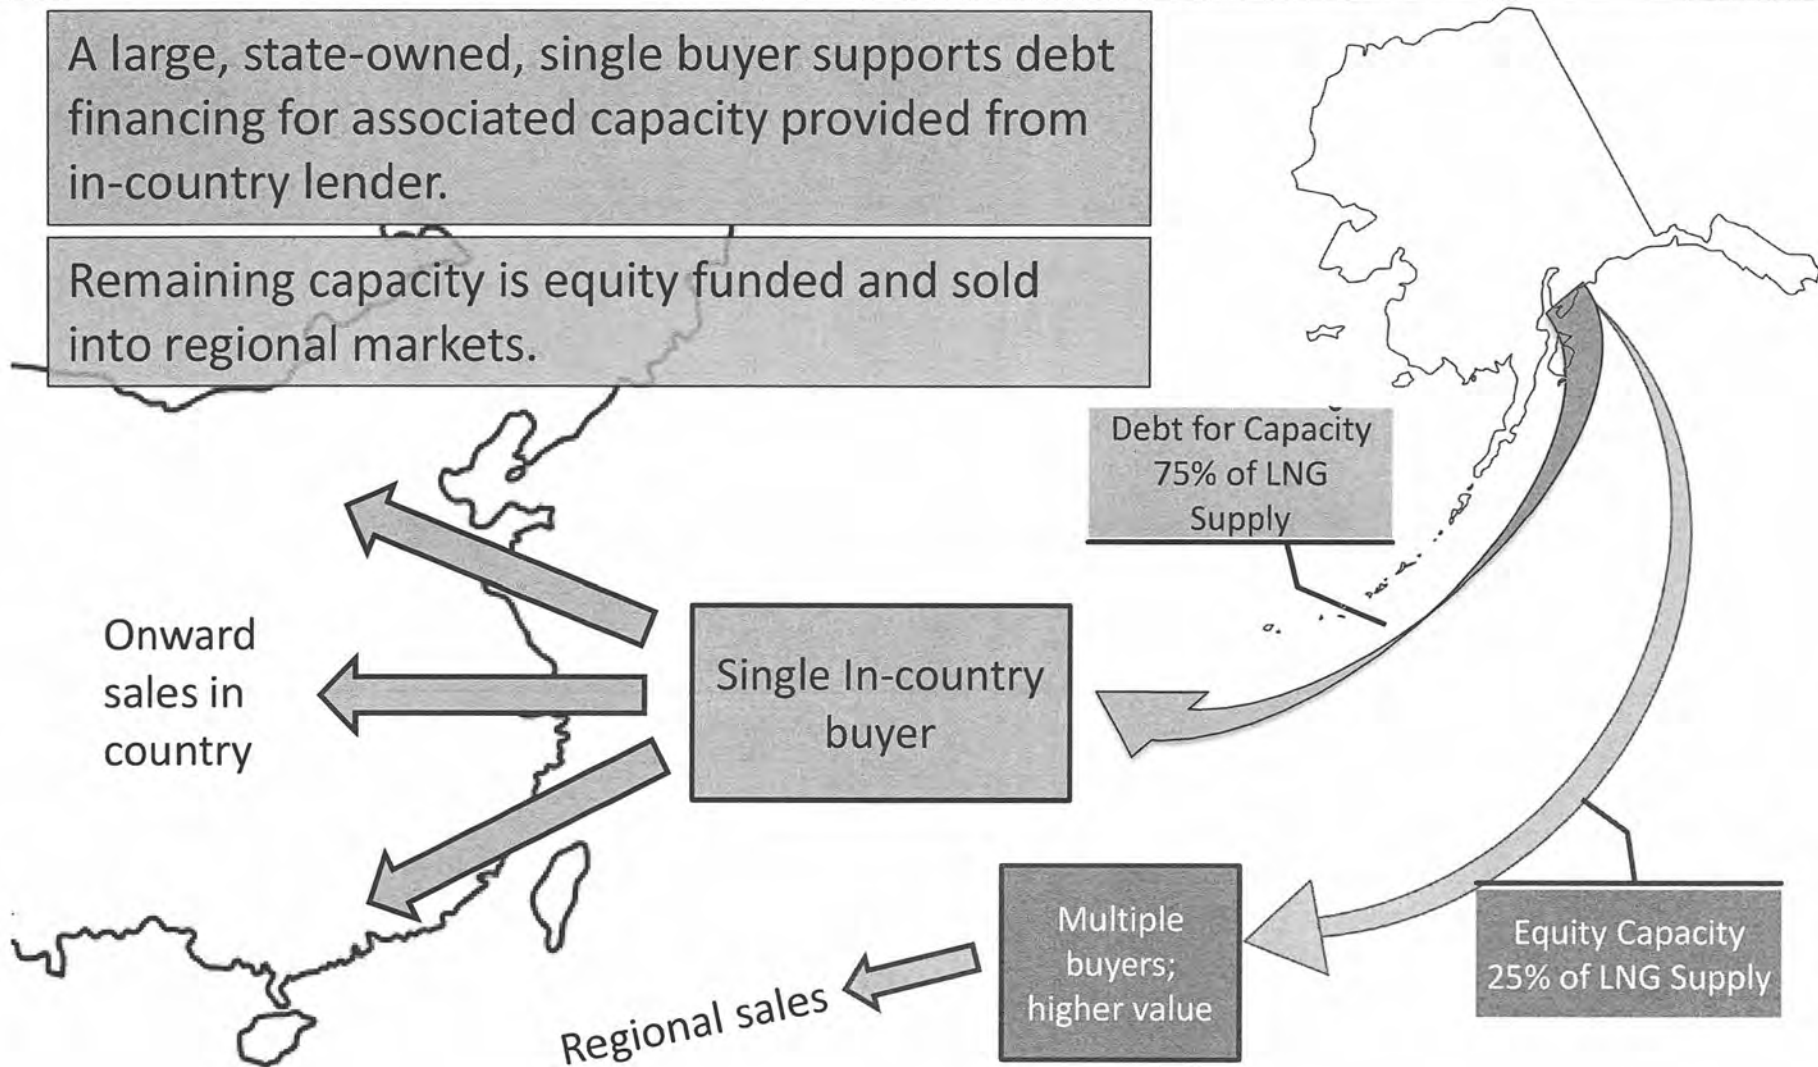 A large, state-owned, single buyer supports debt
financing for associated capacity provided from
in-country lender.
Remaining capacity is equity funded and sold
into regional markets.
Debt for Capacity
75% of LNG
Supply
Onward
sales in
country
Single In-country
buyer
Multiple
buyers;
higher value
Equity Capacity
25% of LNG Supply
Regional sales